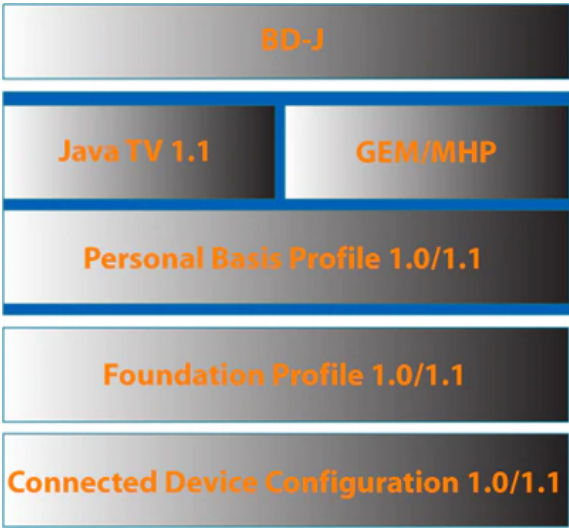 BD-J
Java TV 1.1
GEM/MHP
Personal Basis Profile 1.0/1.1
Foundation Profile 1.0/1.1
Connected Device Configuration 1.0/1.1